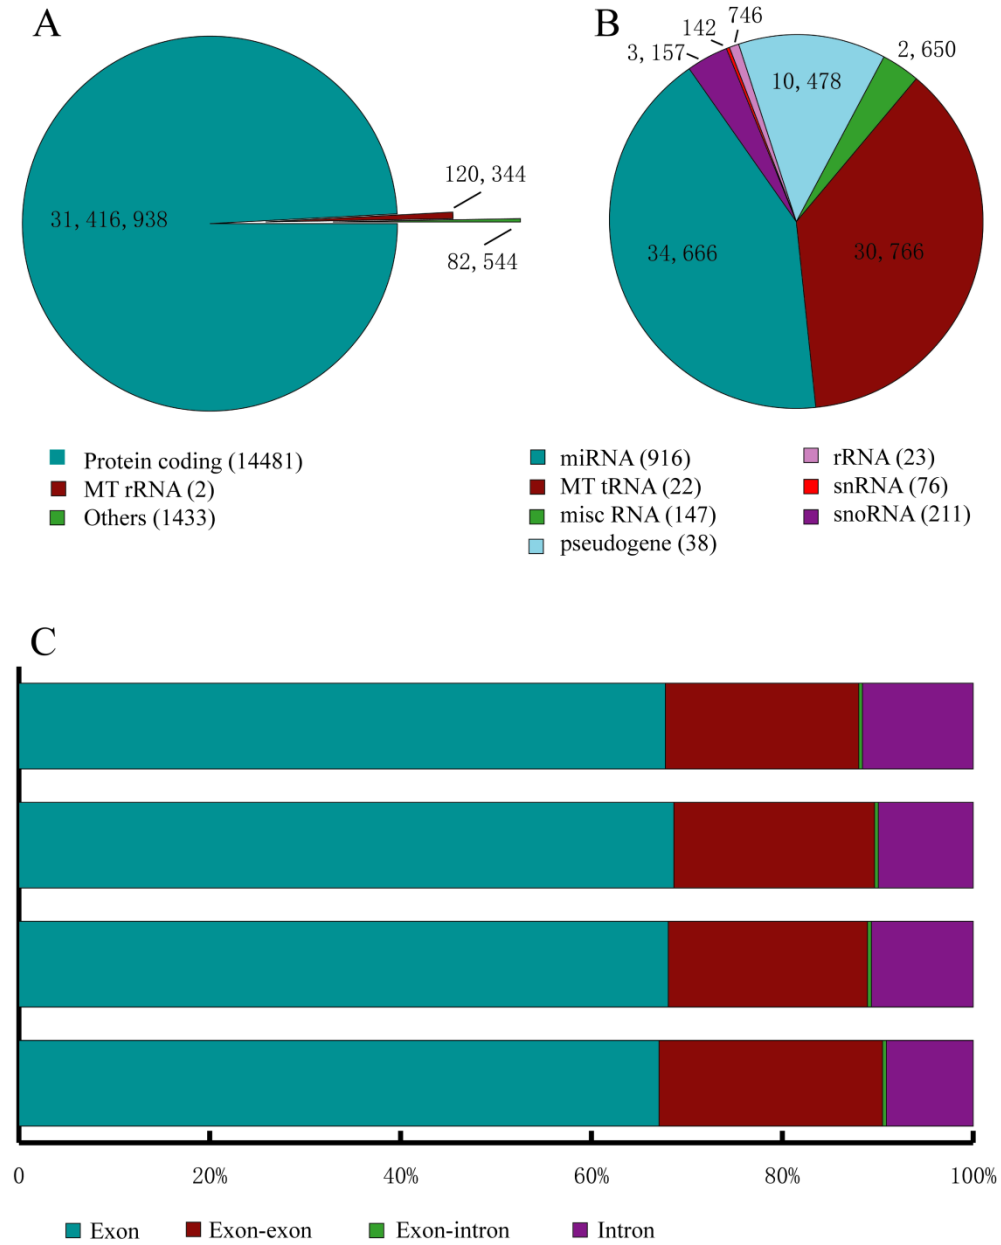 A
B
746
142
3,157
2,650
10,478
120,344
31,416,938
82,544
34,666
30,766
Protein coding (14481)
MT rRNA (2)
Others (1433)
miRNA (916)
MT tRNA (22)
misc RNA (147)
pseudogene (38)
rRNA (23)
snRNA (76)
snoRNA (211)
C
0 20% 40% 60% 80% 100%
Exon Exon-exon Exon-intron Intron